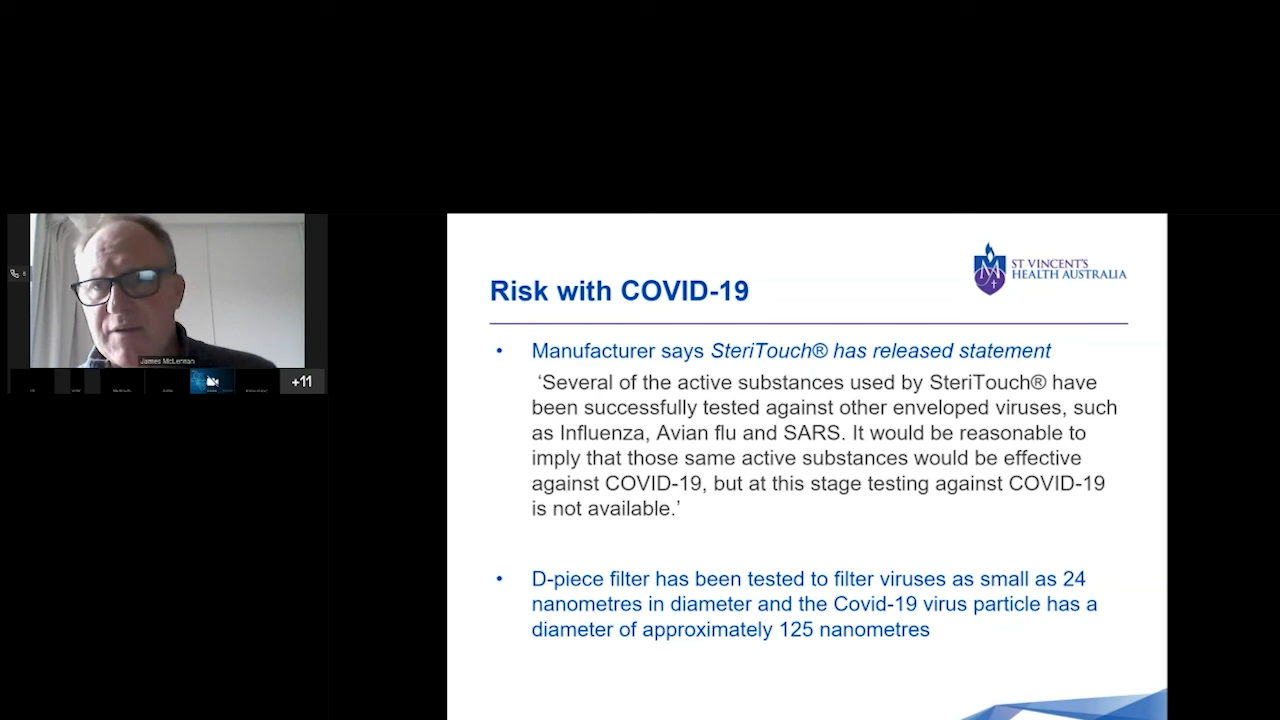 ST VINCENT'S
HEALTH AUSTRALIA
Risk with COVID-19
• Manufacturer says SteriTouch® has released statement
‘Several of the active substances used by SteriTouch® have
been successfully tested against other enveloped viruses, such
as Influenza, Avian flu and SARS. It would be reasonable to
imply that those same active substances would be effective
against COVID-19, but at this stage testing against COVID-19
is not available.’
• D-piece filter has been tested to filter viruses as small as 24
nanometres in diameter and the Covid-19 virus particle has a
diameter of approximately 125 nanometres
James McLernan
+11